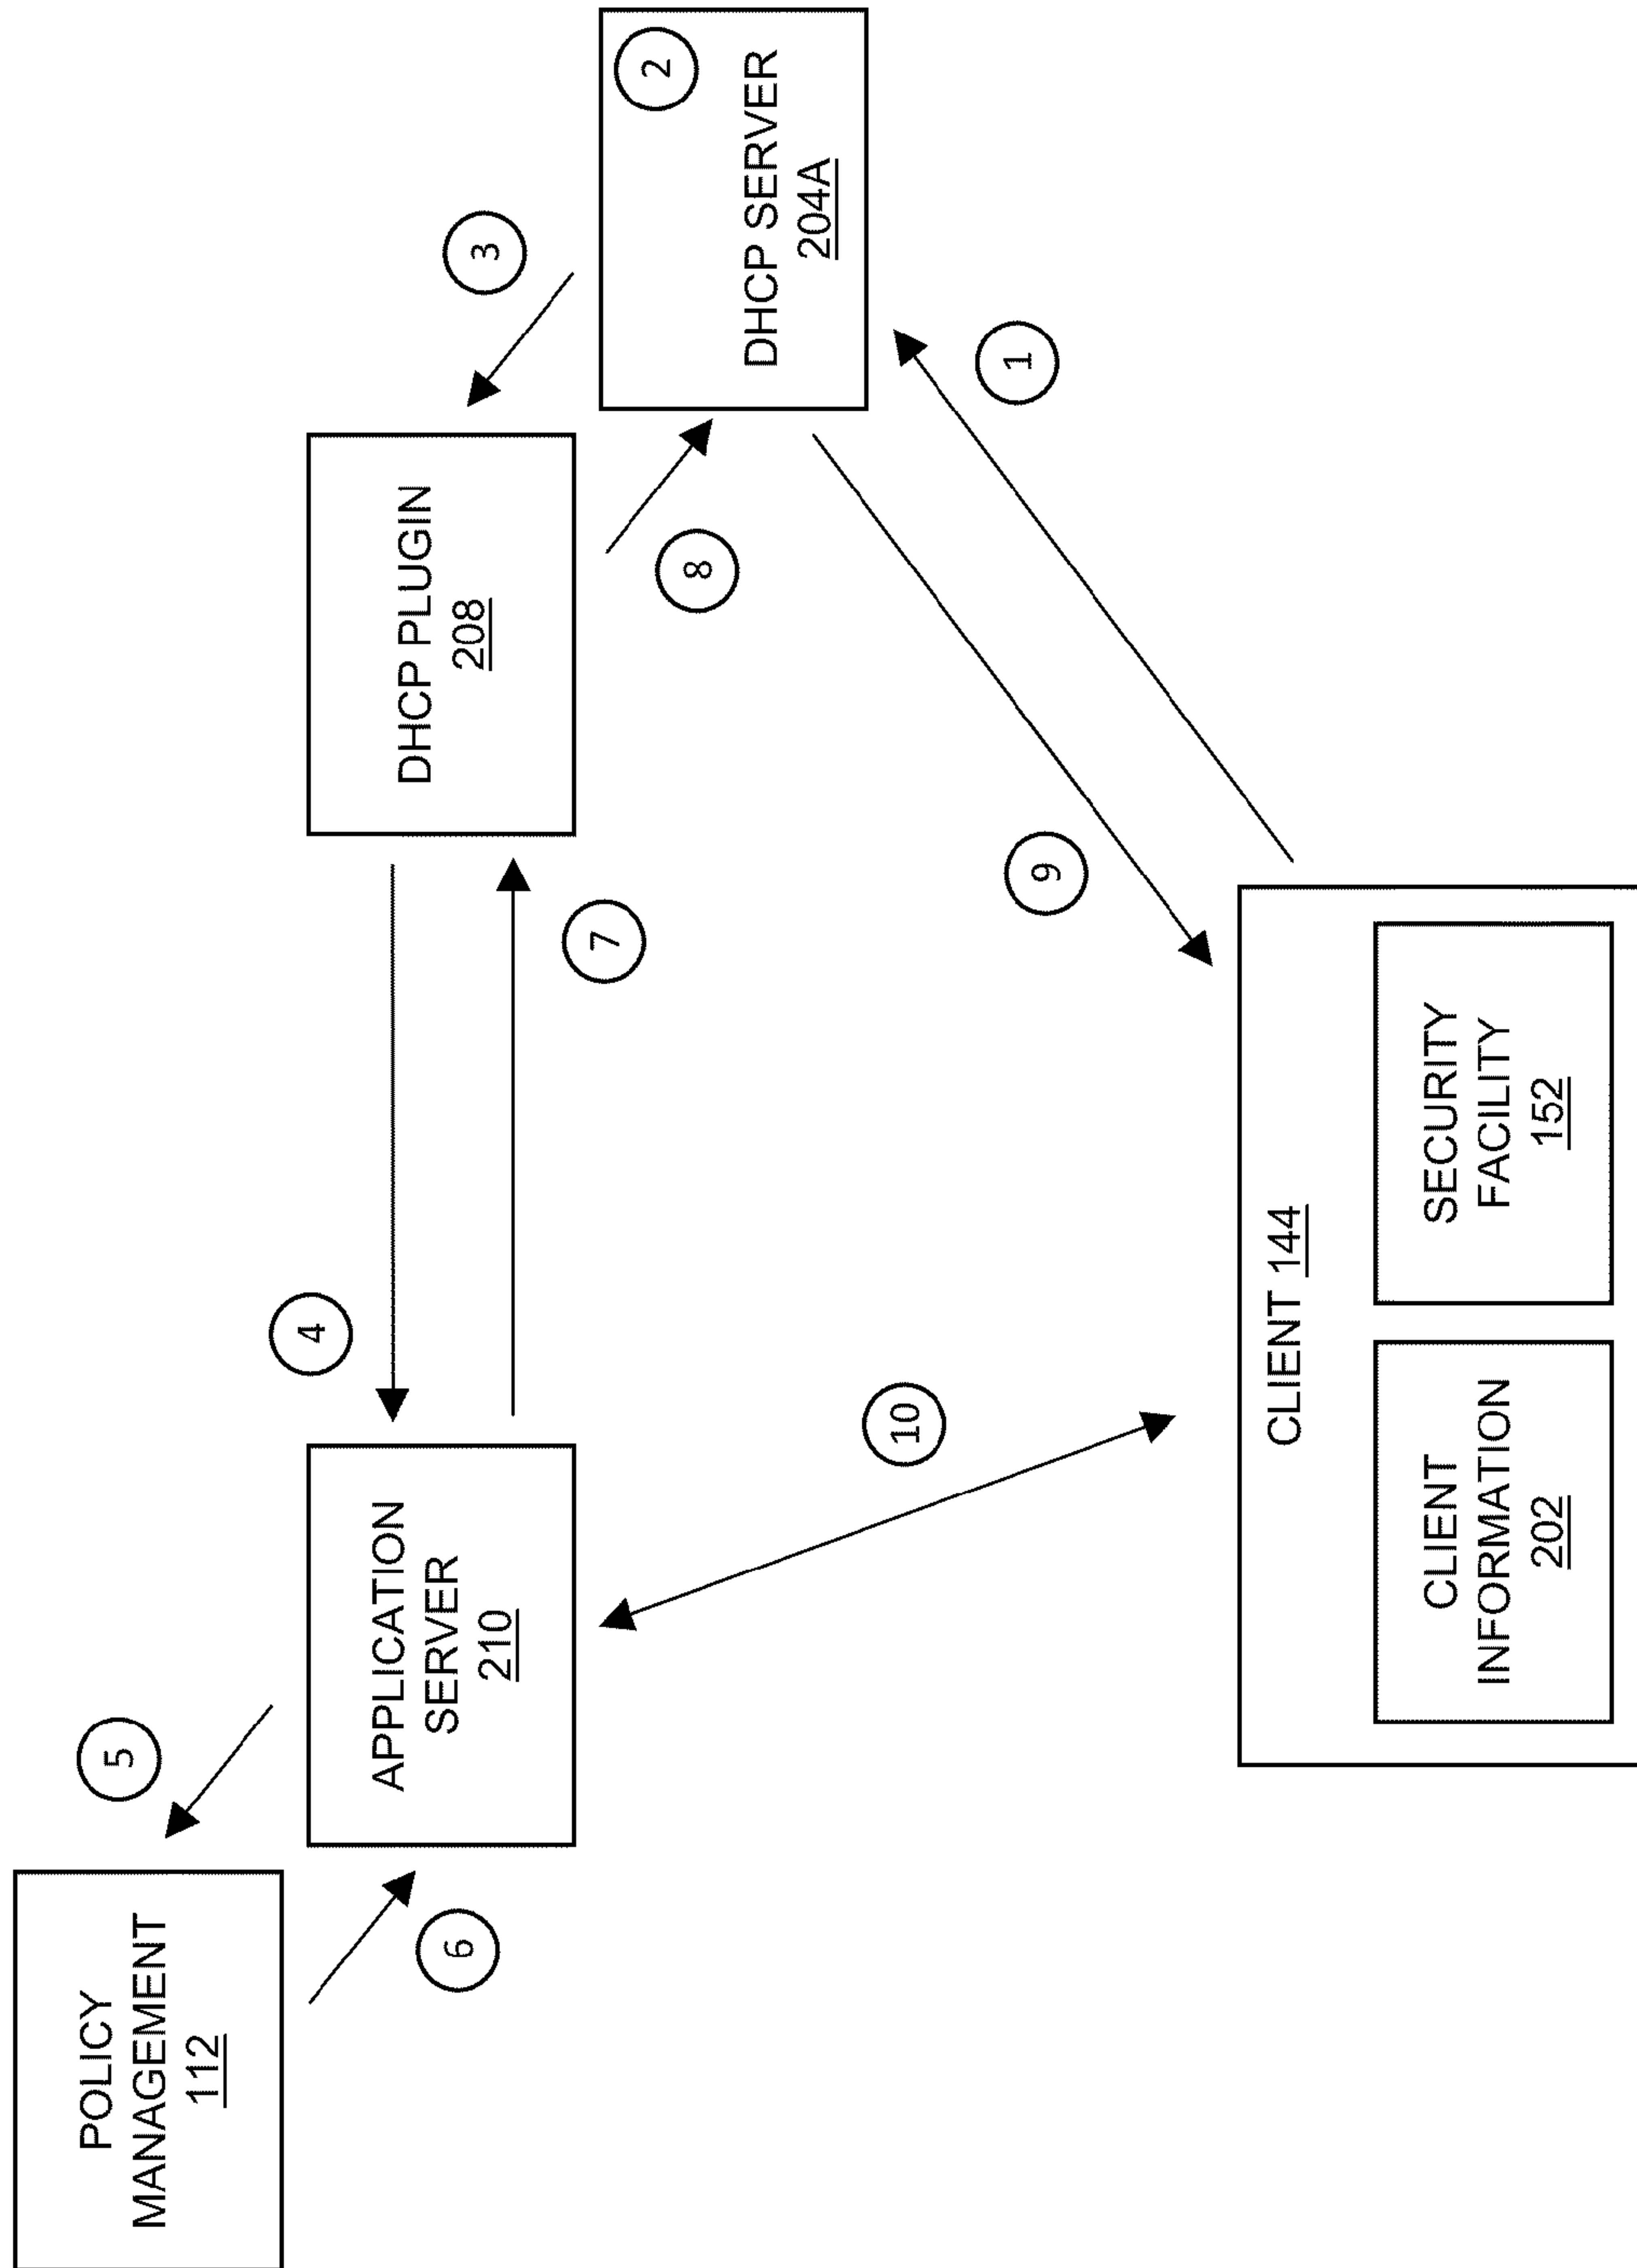 POLICY
MANAGEMENT
112
5
6
APPLICATION
SERVER
210
4
7
DHCP PLUGIN
208
3
8
2
DHCP SERVER
204A
1
9
10
CLIENT 144
CLIENT
INFORMATION
202
SECURITY
FACILITY
152